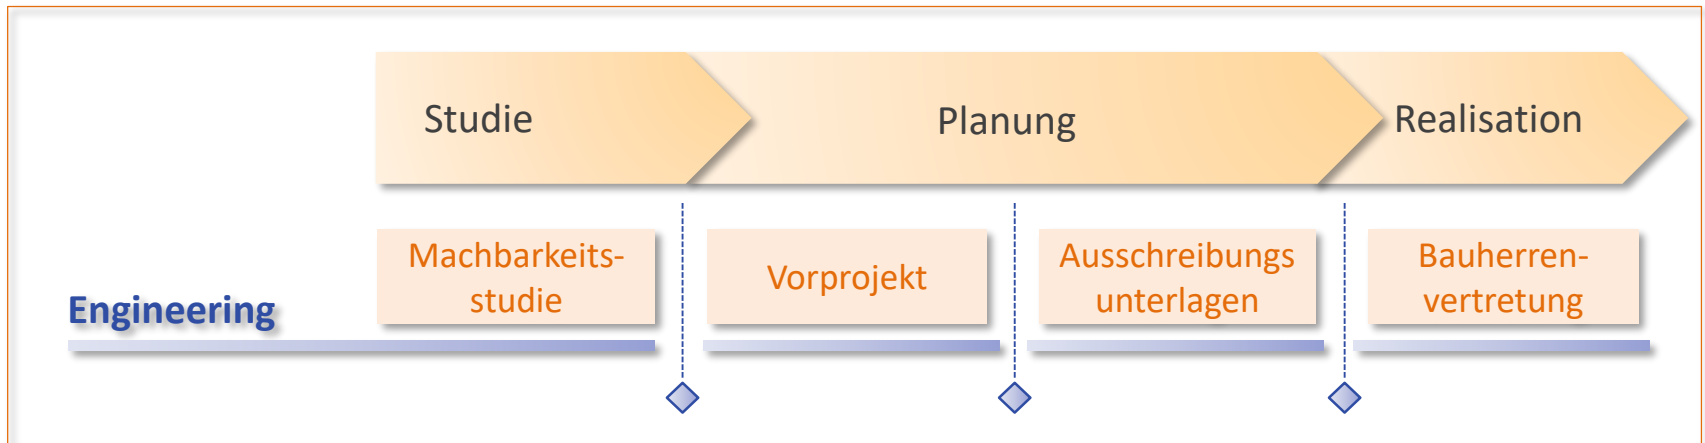 Studie
Planung
Realisation
Engineering
Machbarkeits-
studie
Vorprojekt
Ausschreibungs
unterlagen
Bauherren-
vertretung